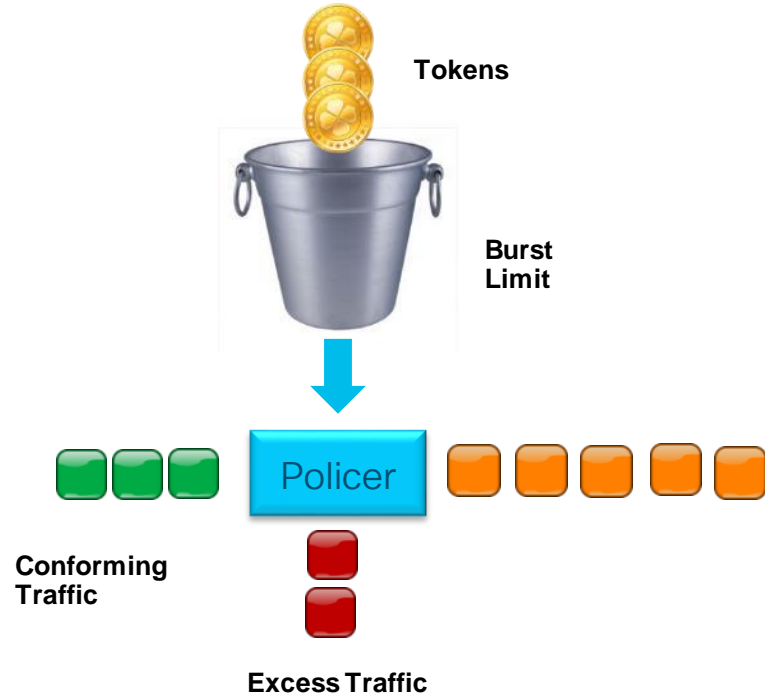 Tokens
Burst
Limit
Policer
Conforming
Traffic
Excess Traffic